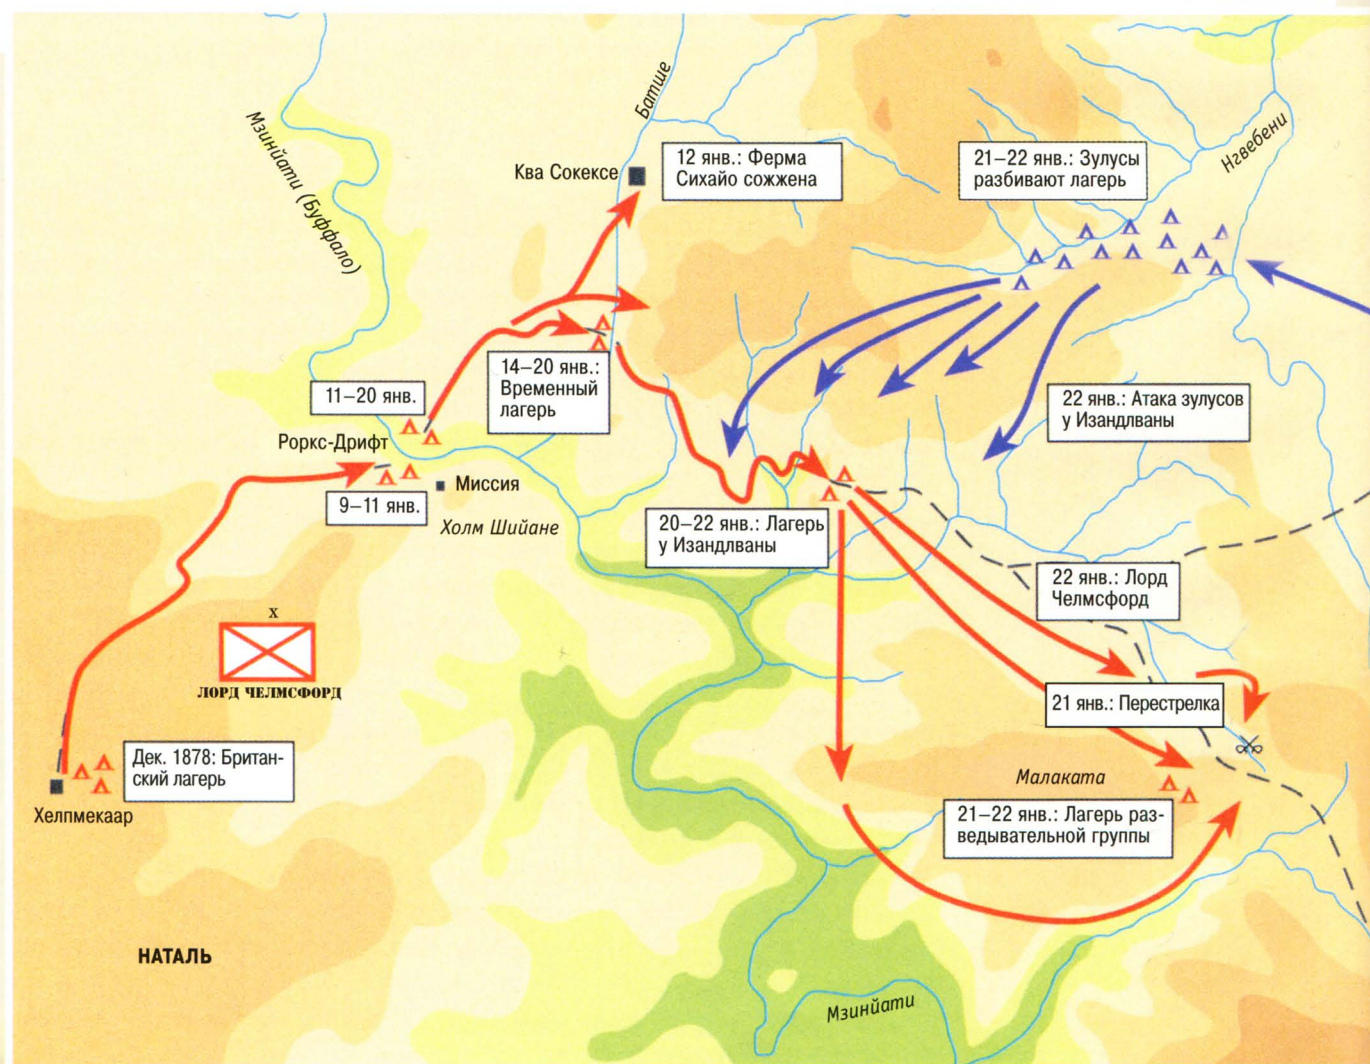 Мзинйати (Буффало)
Батше
Нгвебени
Ква Сокексе
12 янв.: Ферма
Сихайо сожжена
21–22 янв.: Зулусы
разбивают лагерь
14–20 янв.:
Временный
лагерь
11–20 янв.
22 янв.: Атака зулусов
у Изандлваны
Роркс-Дрифт
9–11 янв.
Миссия
Холм Шийане
20–22 янв.: Лагерь
у Изандлваны
22 янв.: Лорд
Челмсфорд
X
ЛОРД ЧЕЛМСФОРД
21 янв.: Перестрелка
Дек. 1878: Британ-
ский лагерь
Хелпмекаар
Малаката
21–22 янв.: Лагерь раз-
ведывательной группы
НАТАЛЬ
Мзинйати